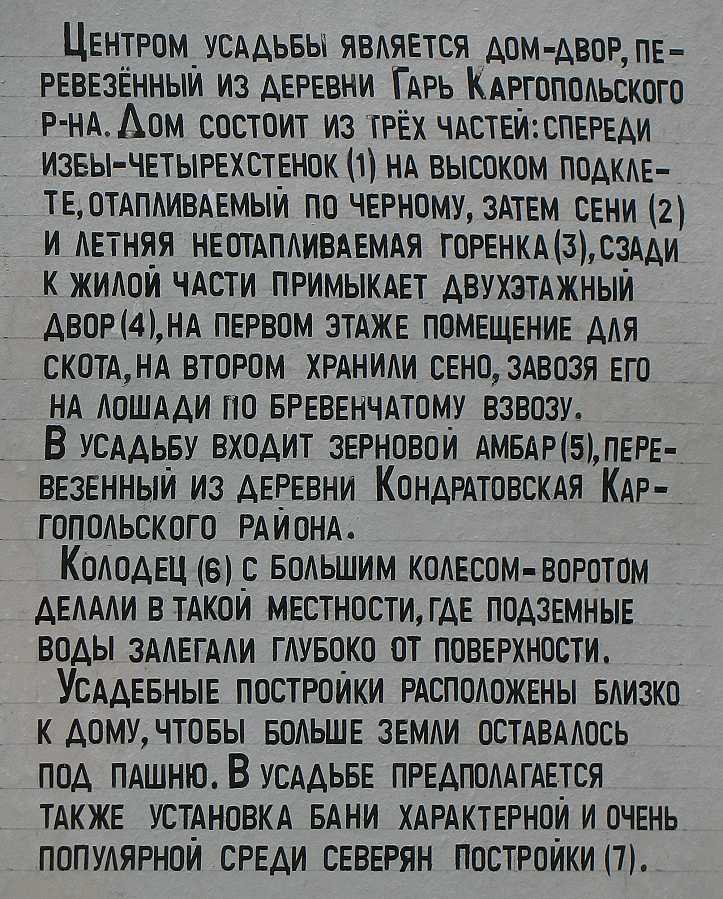 Центром усадьбы является дом-двор, пе-
ревезённый из деревни Гарь Каргопольского
р-на. Дом состоит из трёх частей: спереди
избы-четырехстенок (1) на высоком подкле-
те, отапливаемый по черному, затем сени (2)
и летняя неотапливаемая горенка (3), сзади
к жилой части примыкает двухэтажный
двор (4), на первом этаже помещение для
скота, на втором хранили сено, завозя его
на лошади по бревенчатому взвозу.
В усадьбу входит зерновой амбар (5), пере-
везенный из деревни Кондратовская Кар-
гопольского района.
Колодец (6) с большим колесом-воротом
делали в такой местности, где подземные
воды залегали глубоко от поверхности.
Усадебные постройки расположены близко
к дому, чтобы больше земли оставалось
под пашню. В усадьбе предполагается
также установка бани характерной и очень
популярной среди северян постройки (7).